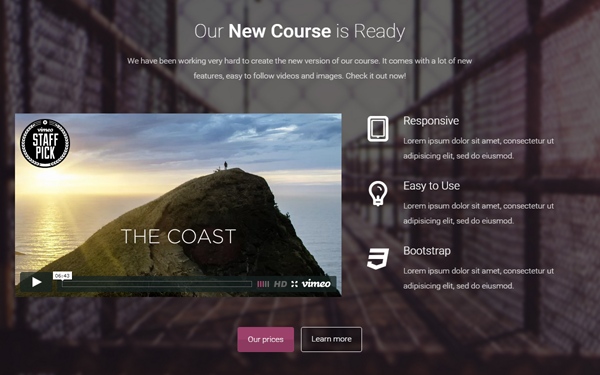 Our New Course is Ready
We have been working very hard to create the new version of our course. It comes with a lot of new
features, easy to follow videos and images. Check it out now!
vimeo
STAFF
PICK
THE COAST
06:43
HD
vimeo
Responsive
Lorem ipsum dolor sit amet, consectetur ut
adipisicing elit, sed do eiusmod.
Easy to Use
Lorem ipsum dolor sit amet, consectetur ut
adipisicing elit, sed do eiusmod.
Bootstrap
Lorem ipsum dolor sit amet, consectetur ut
adipisicing elit, sed do eiusmod.
Our prices
Learn more